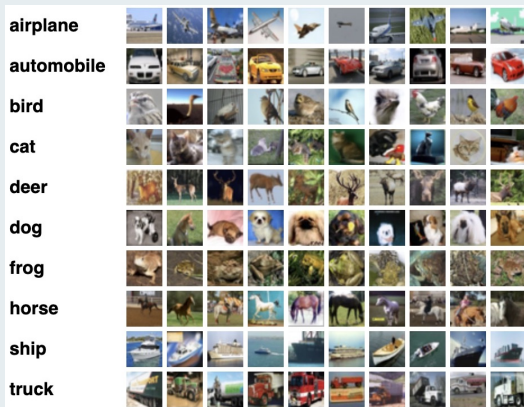 airplane
automobile
bird
cat
deer
dog
frog
horse
ship
truck